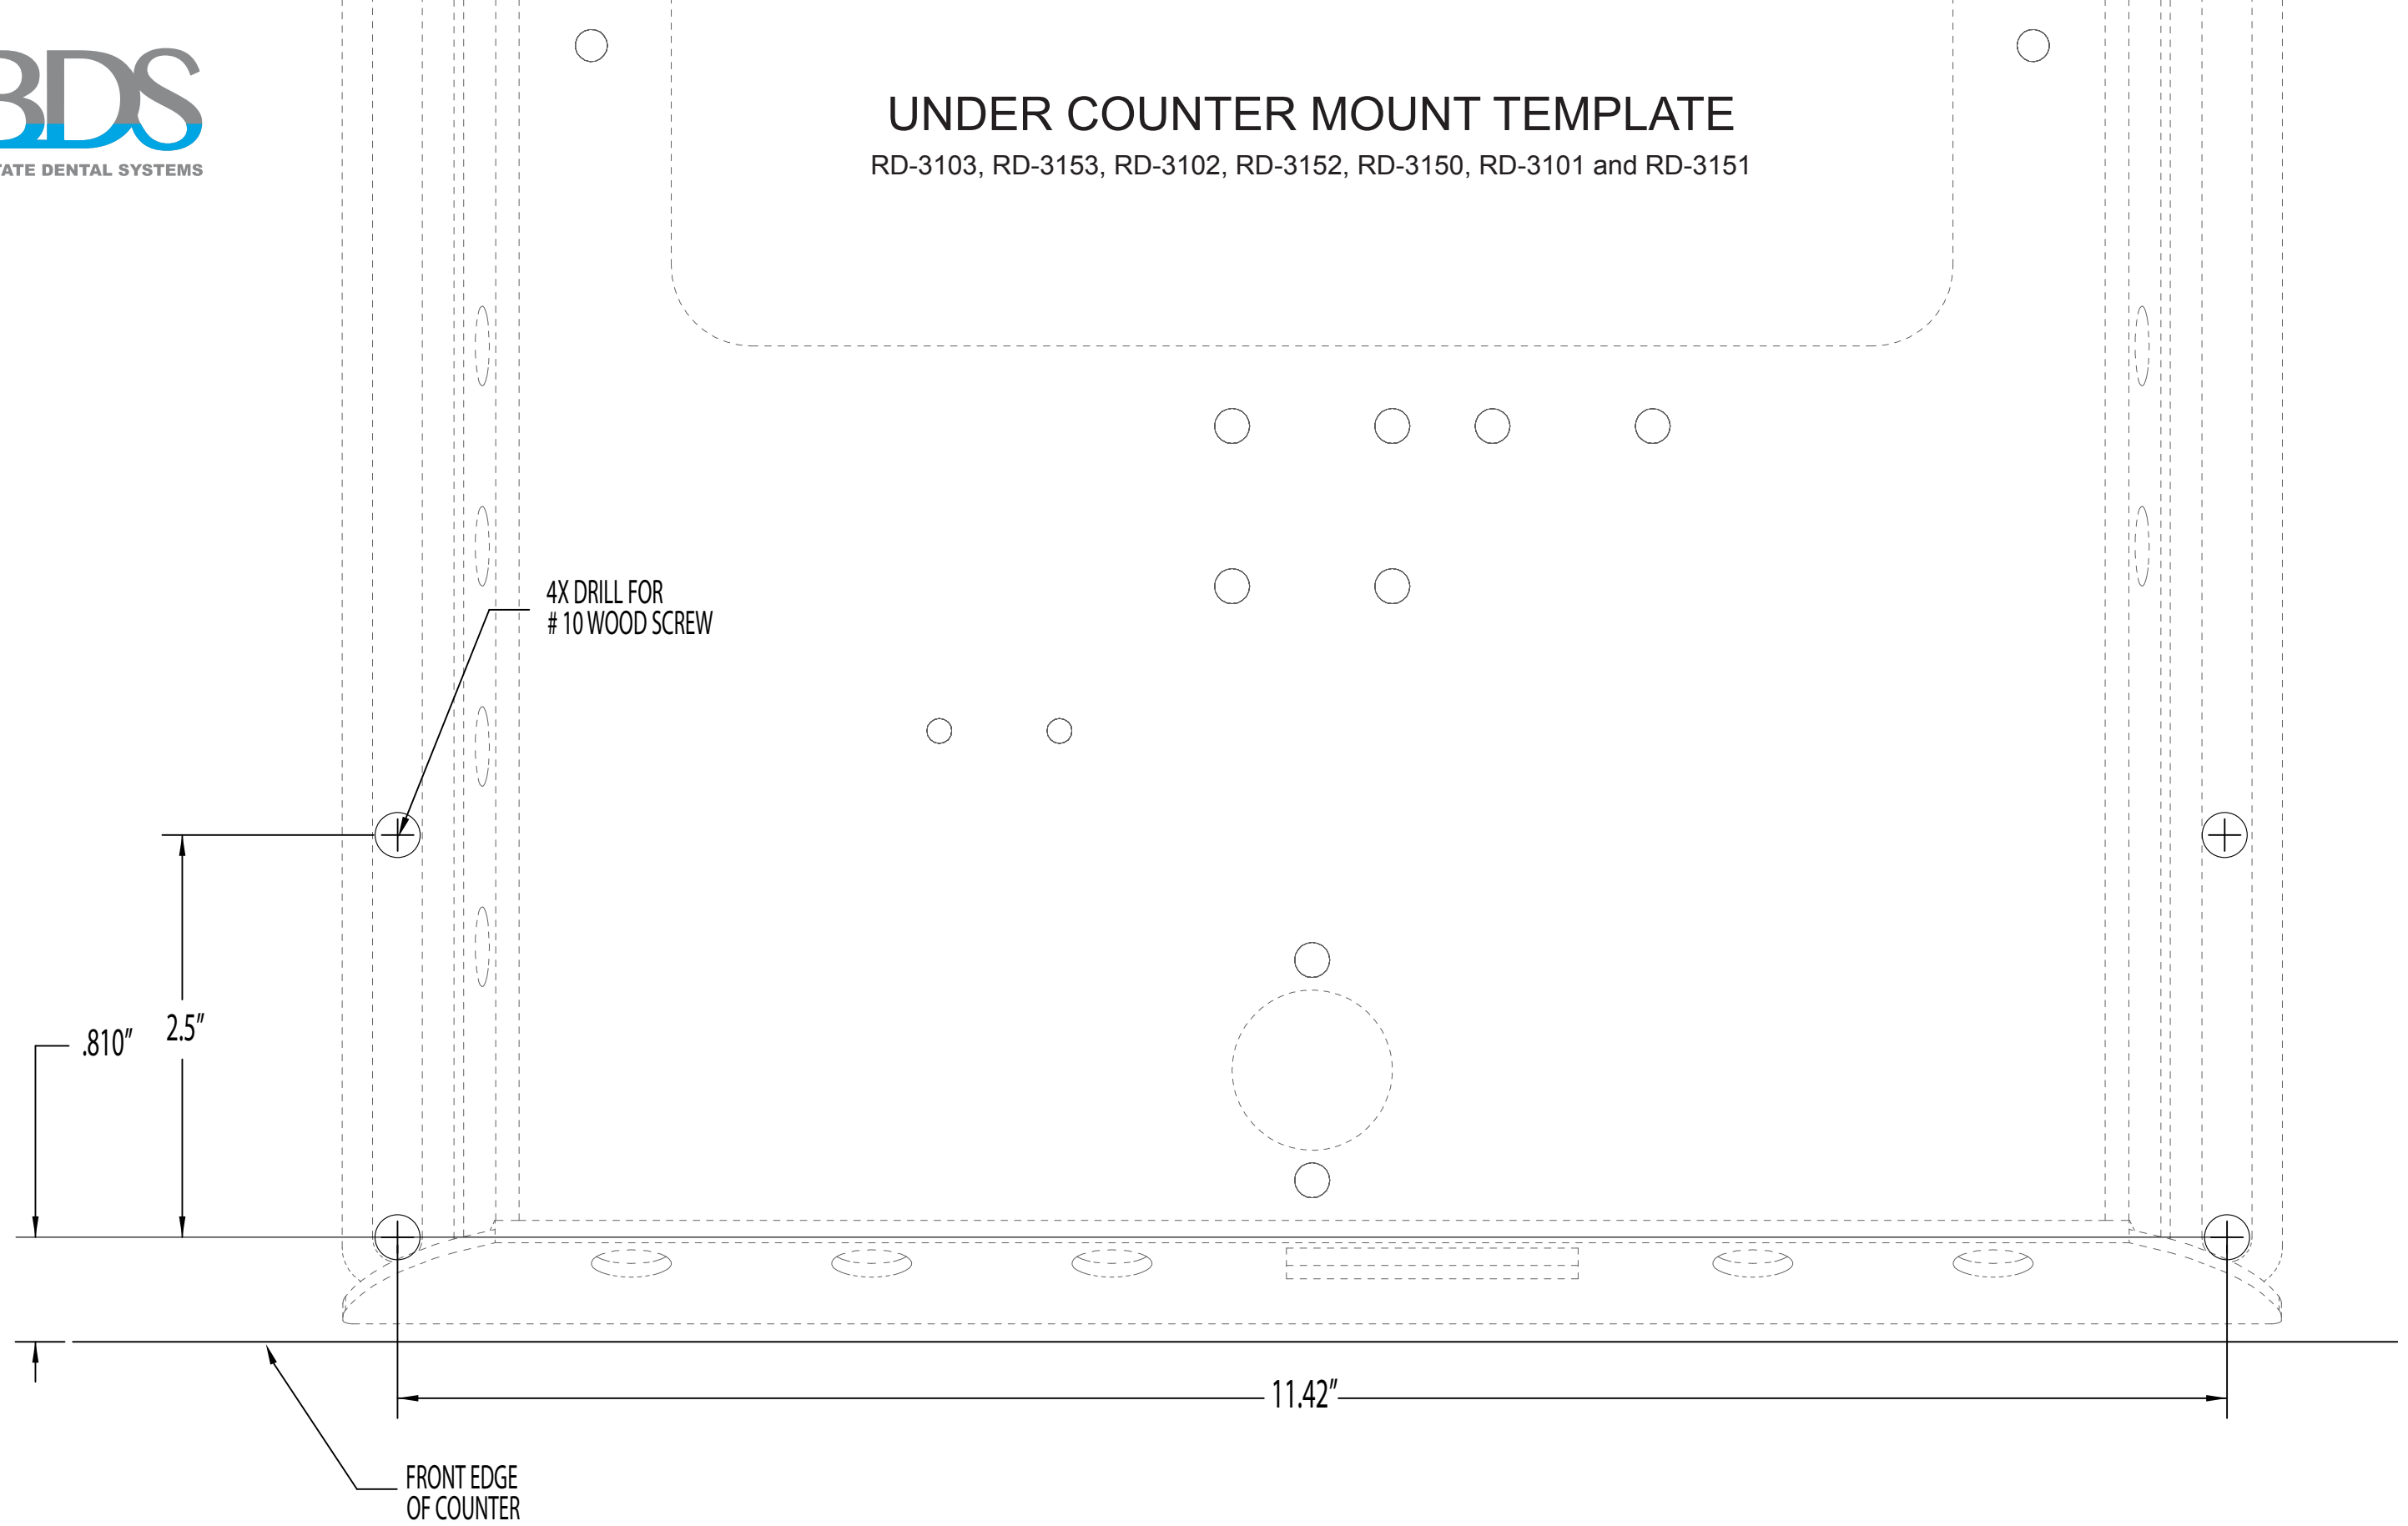 BDS
TATE DENTAL SYSTEMS
UNDER COUNTER MOUNT TEMPLATE
RD-3103, RD-3153, RD-3102, RD-3152, RD-3150, RD-3101 and RD-3151
4X DRILL FOR
# 10 WOOD SCREW
.810"
2.5"
11.42"
FRONT EDGE
OF COUNTER